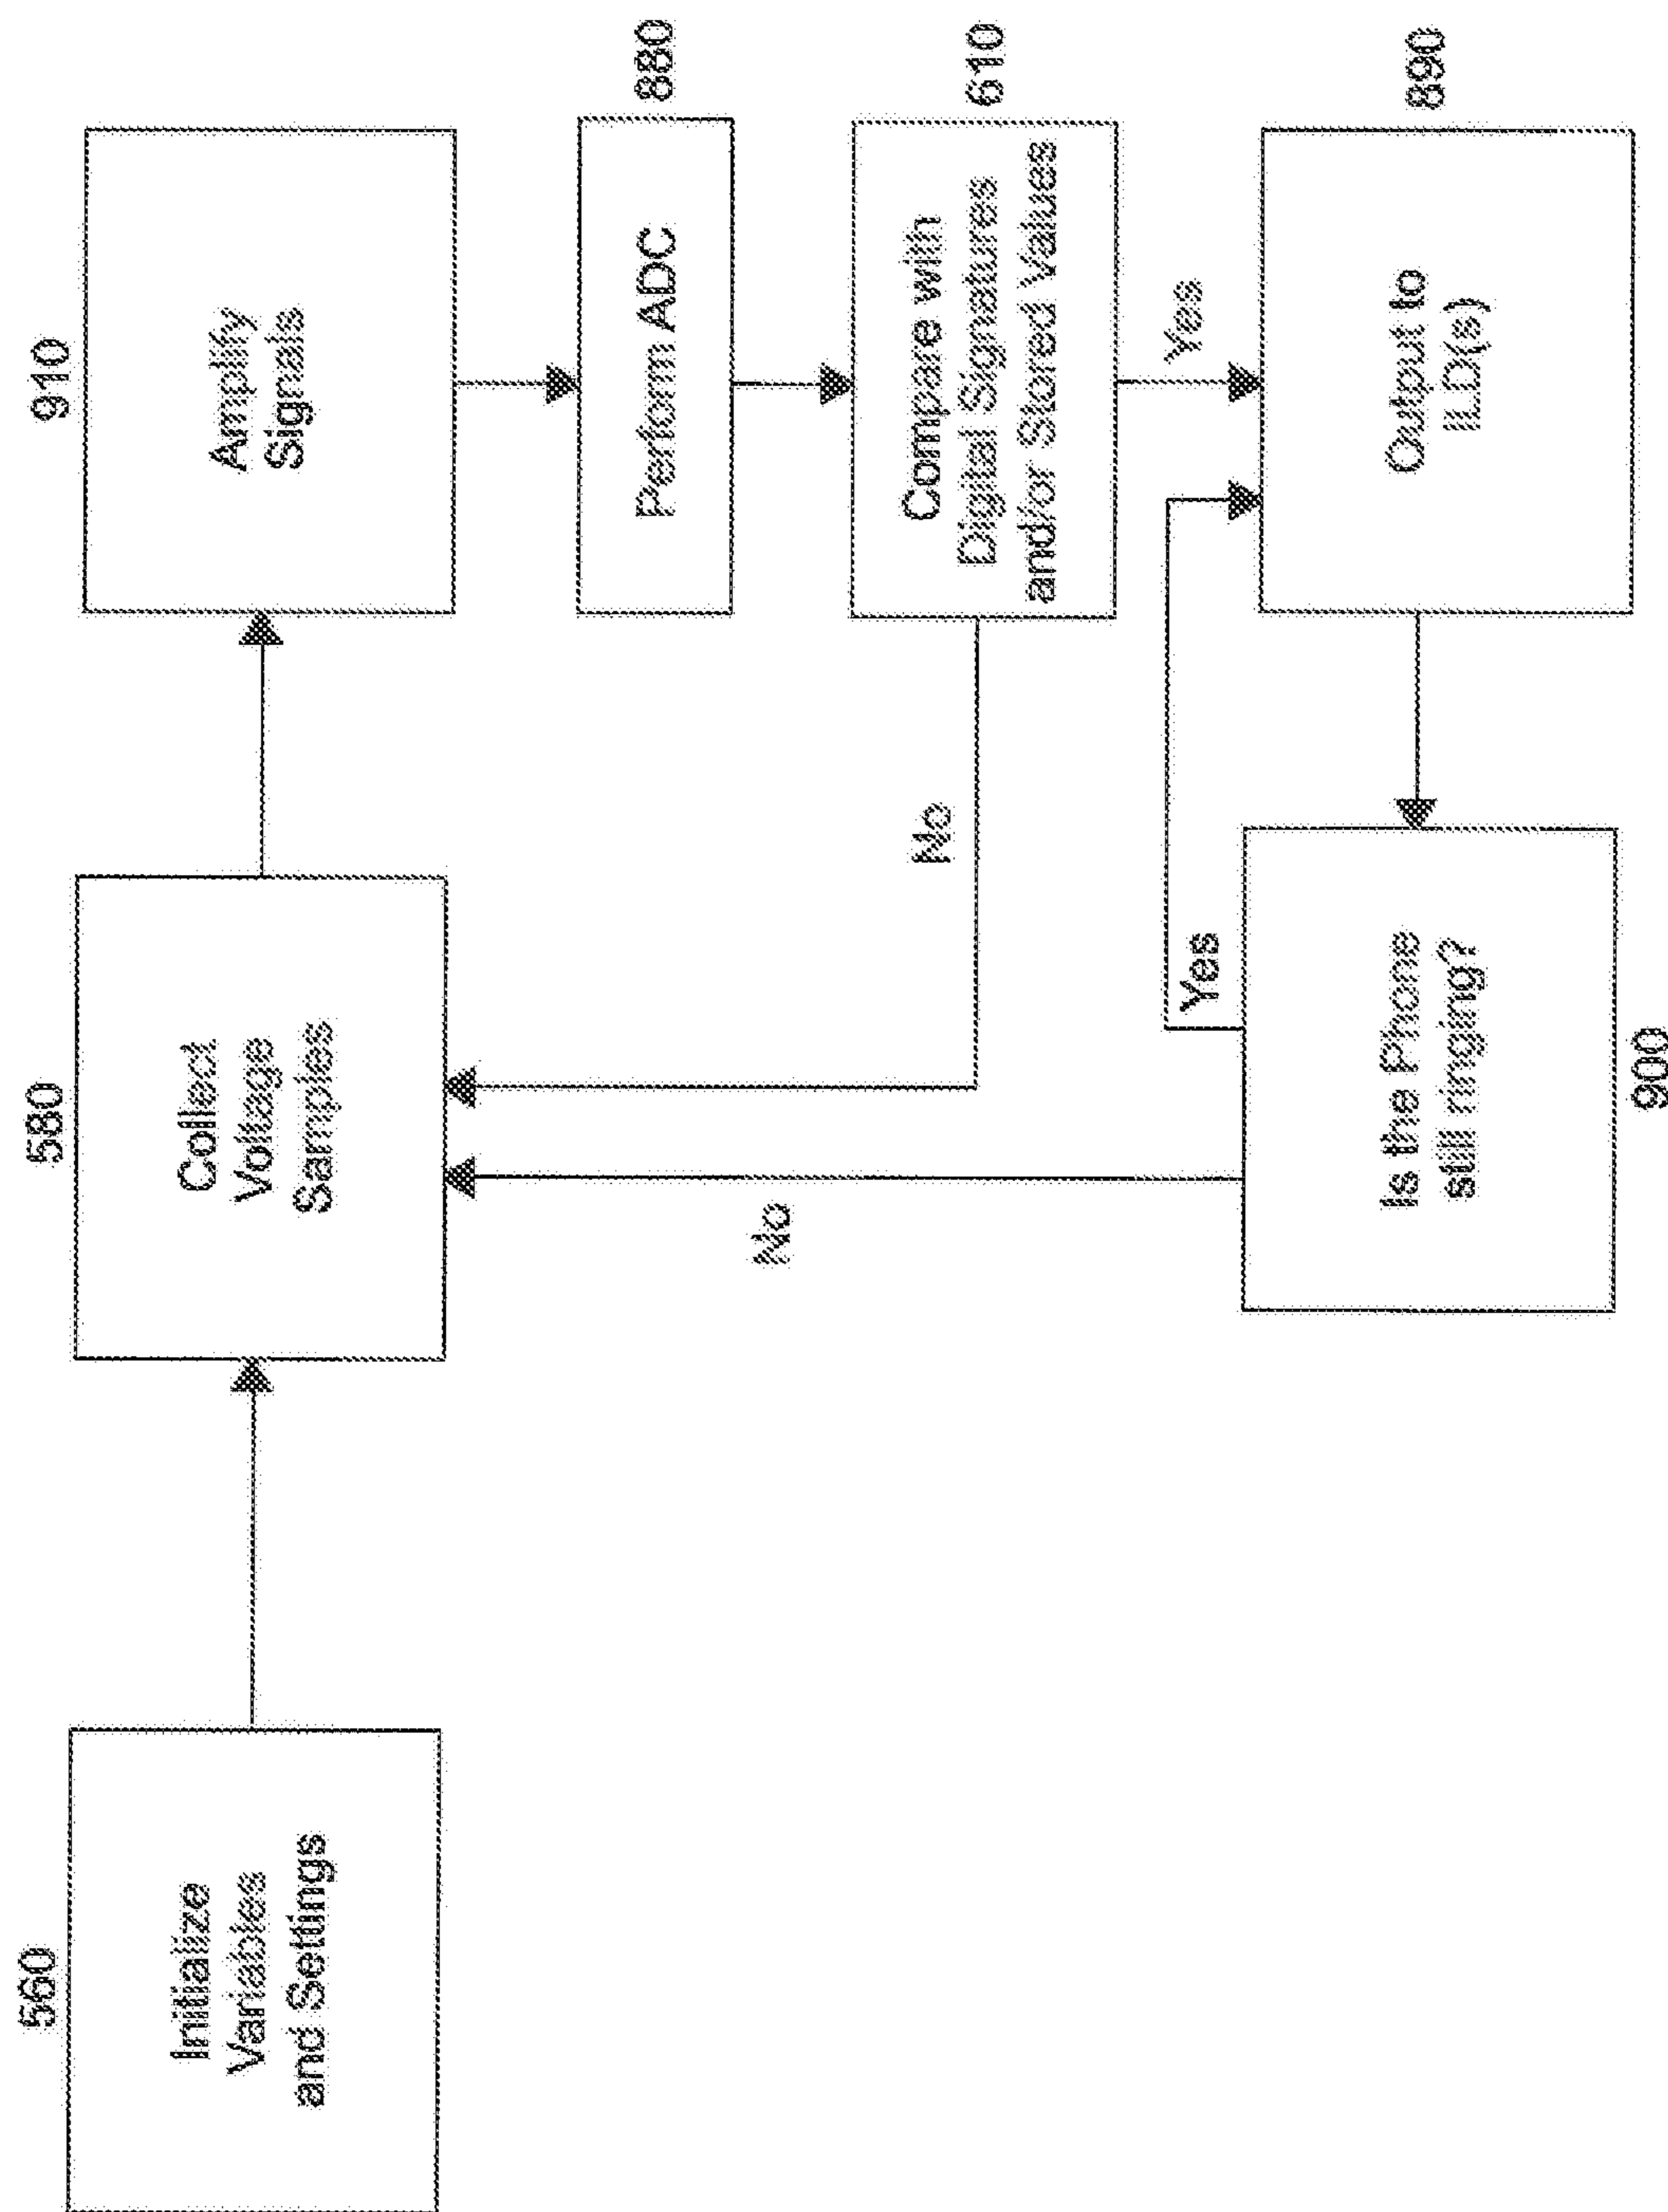 560
Initialize
Variables
and Settings
580
Collect
Voltage
Samples
910
Amplify
Signals
Perform ADC
880
Compare with
Digital Signatures
and/or Stored Values
610
No
Yes
Output to
ILD(s)
890
Is the Phone
still ringing?
900
Yes
No